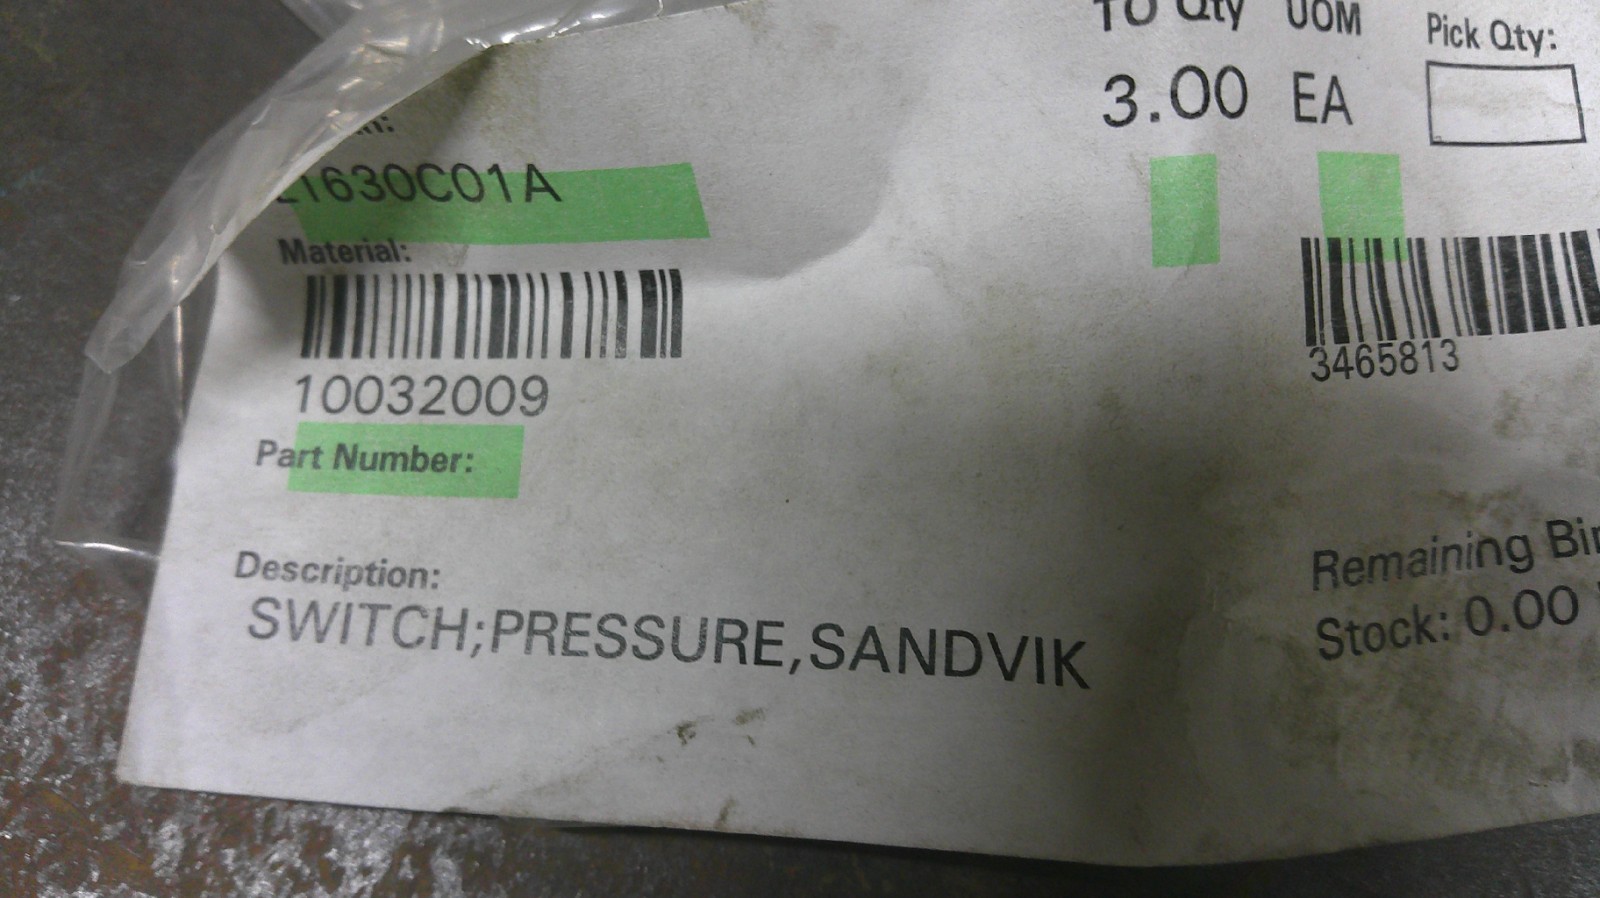 TO Qty UOM Pick Qty:
3.00 EA
1630C01A
Material:
10032009
3465813
Part Number:
Description:
SWITCH;PRESSURE,SANDVIK
Remaining
Stock: 0.00